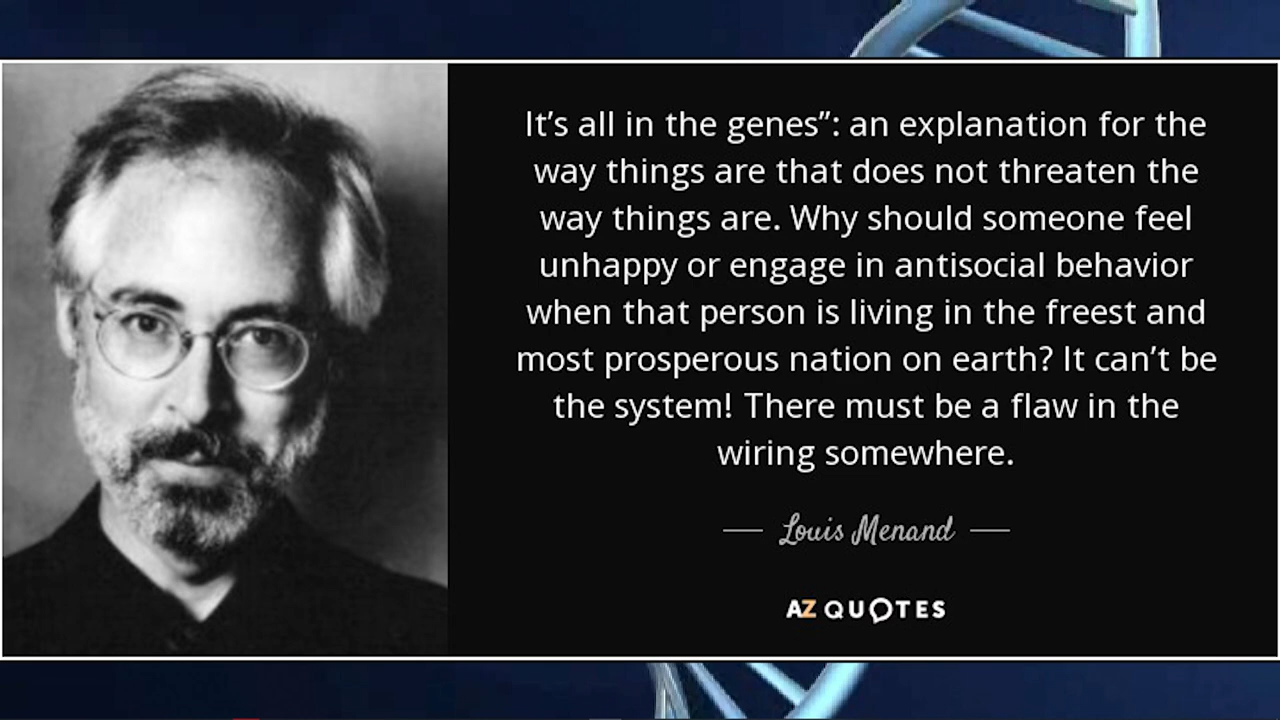 It’s all in the genes”: an explanation for the
way things are that does not threaten the
way things are. Why should someone feel
unhappy or engage in antisocial behavior
when that person is living in the freest and
most prosperous nation on earth? It can’t be
the system! There must be a flaw in the
wiring somewhere.
Louis Menand
AZ QUOTES